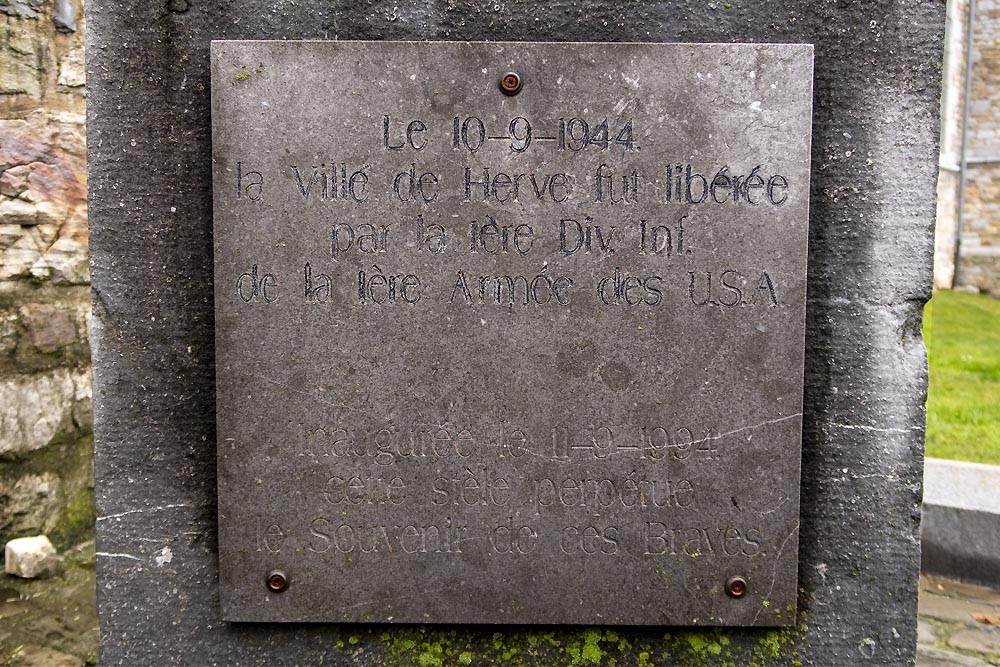 Le 10-9-1944.
la Ville de Herve fut libérée
par la 1ère Div. Inf.
de la 1ère Armée des U.S.A.
Inaugurée le 11-9-1994
cette stèle perpétue
le Souvenir de ces Braves.